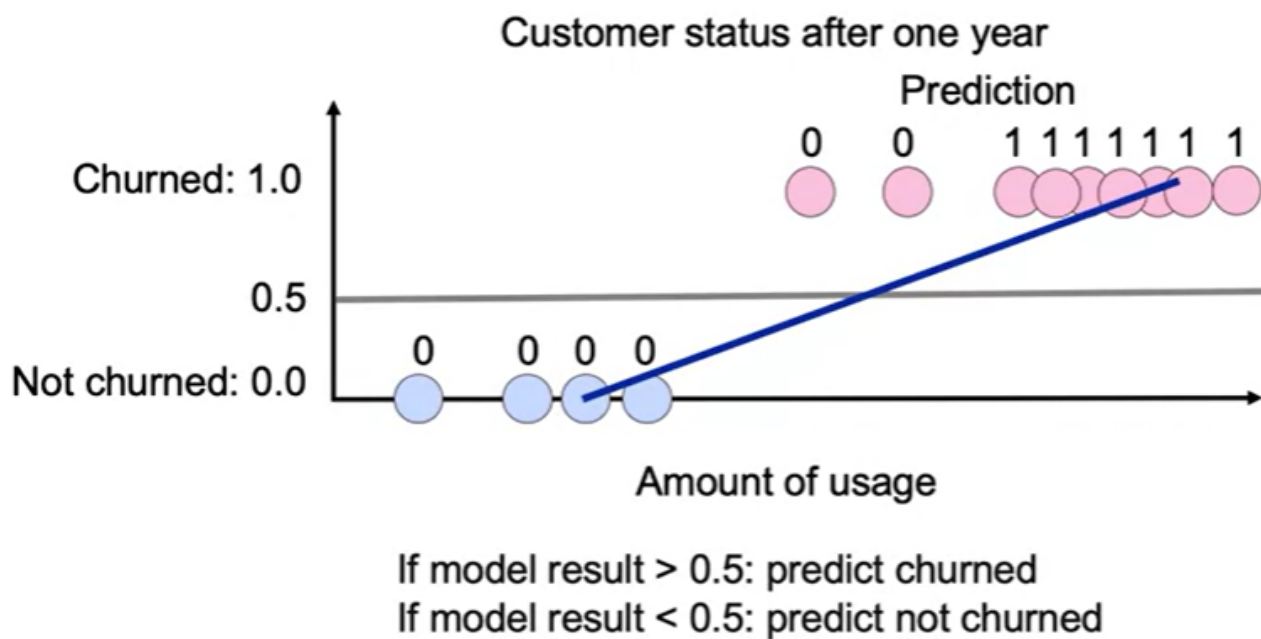 Customer status after one year
Prediction
0 0 1 1 1 1 1 1 1
Churned: 1.0
0.5
0 0 0 0
Not churned: 0.0
Amount of usage
If model result > 0.5: predict churned
If model result < 0.5: predict not churned